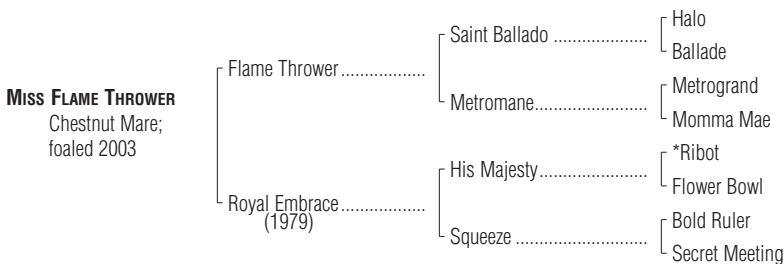 MISS FLAME THROWER
Chestnut Mare;
foaled 2003
Flame Thrower..................
Royal Embrace..................
(1979)
Saint Ballado ....................
Metromane........................
His Majesty.......................
Squeeze ............................
Halo
Ballade
Metrogrand
Momma Mae
*Ribot
Flower Bowl
Bold Ruler
Secret Meeting